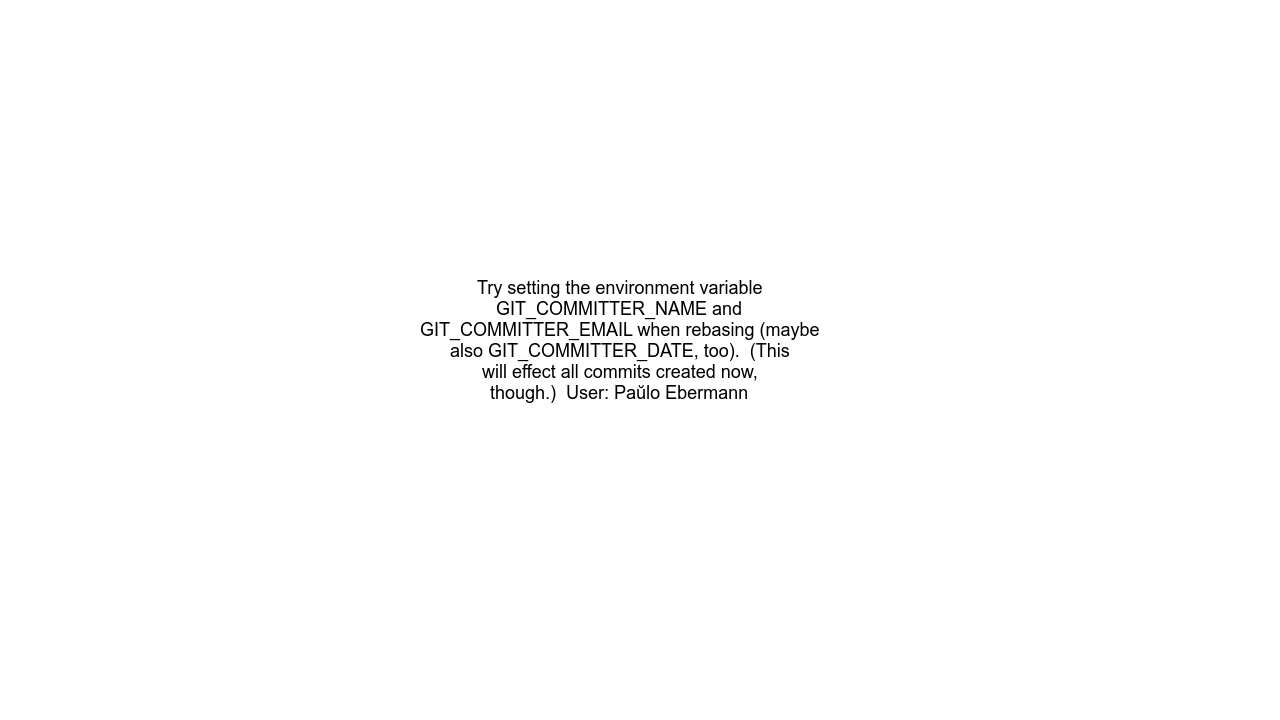 Try setting the environment variable
GIT_COMMITTER_NAME and
GIT_COMMITTER_EMAIL when rebasing (maybe
also GIT_COMMITTER_DATE, too).  (This
will effect all commits created now,
though.)  User: Paŭlo Ebermann